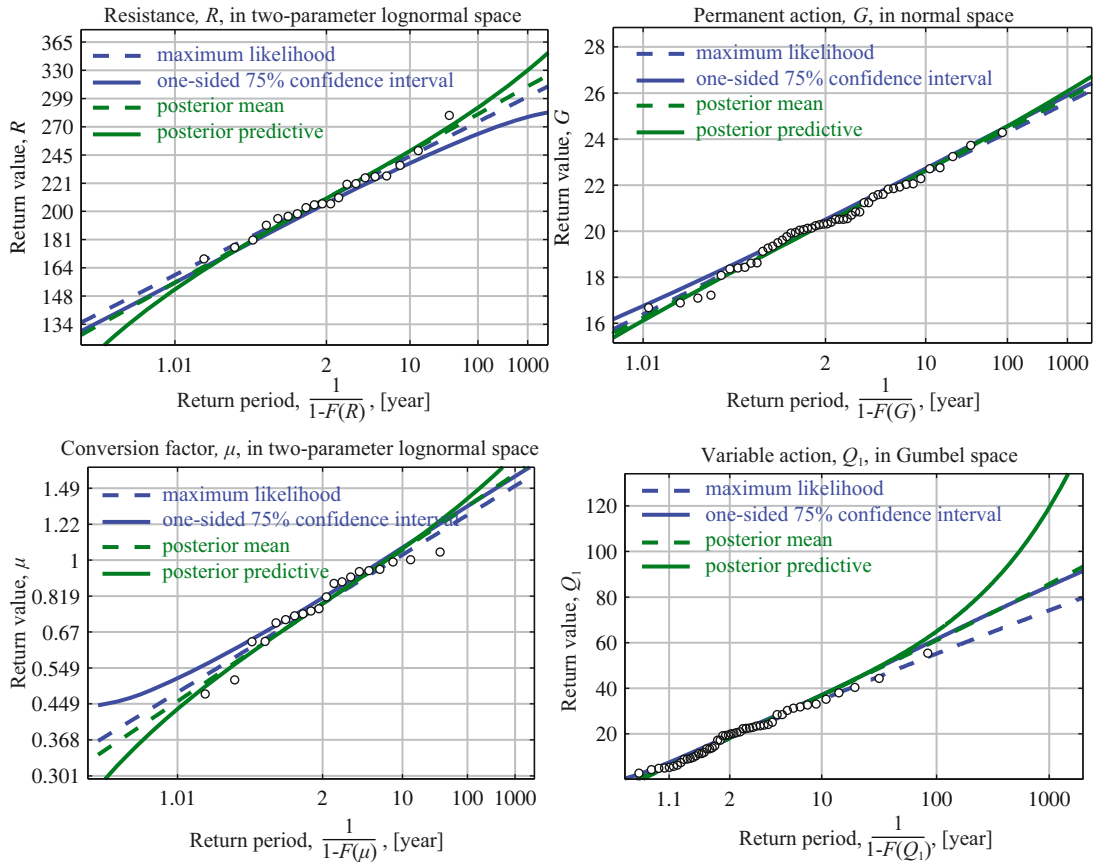 Resistance, R, in two-parameter lognormal space
365
330
299
270
245
221
200
181
164
148
134
Return value, R
maximum likelihood
one-sided 75% confidence interval
posterior mean
posterior predictive
1.01
2
10
100
1000
Return period, 1/1-F(R), [year]
Permanent action, G, in normal space
28
26
24
22
20
18
16
Return value, G
maximum likelihood
one-sided 75% confidence interval
posterior mean
posterior predictive
1.01
2
10
100
1000
Return period, 1/1-F(G), [year]
Conversion factor, μ, in two-parameter lognormal space
1.49
1.22
1
0.819
0.67
0.549
0.449
0.368
0.301
Return value, μ
maximum likelihood
one-sided 75% confidence interval
posterior mean
posterior predictive
1.01
2
10
100
1000
Return period, 1/1-F(μ), [year]
Variable action, Q1, in Gumbel space
120
100
80
60
40
20
Return value, Q1
maximum likelihood
one-sided 75% confidence interval
posterior mean
posterior predictive
1.1
2
10
100
1000
Return period, 1/1-F(Q1), [year]